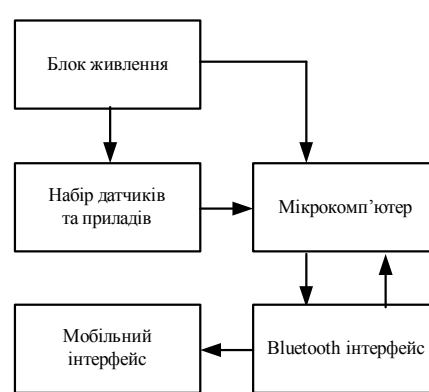 Блок живлення
Набір датчиків
та приладів
Мікрокомп’ютер
Мобільний
інтерфейс
Bluetooth інтерфейс